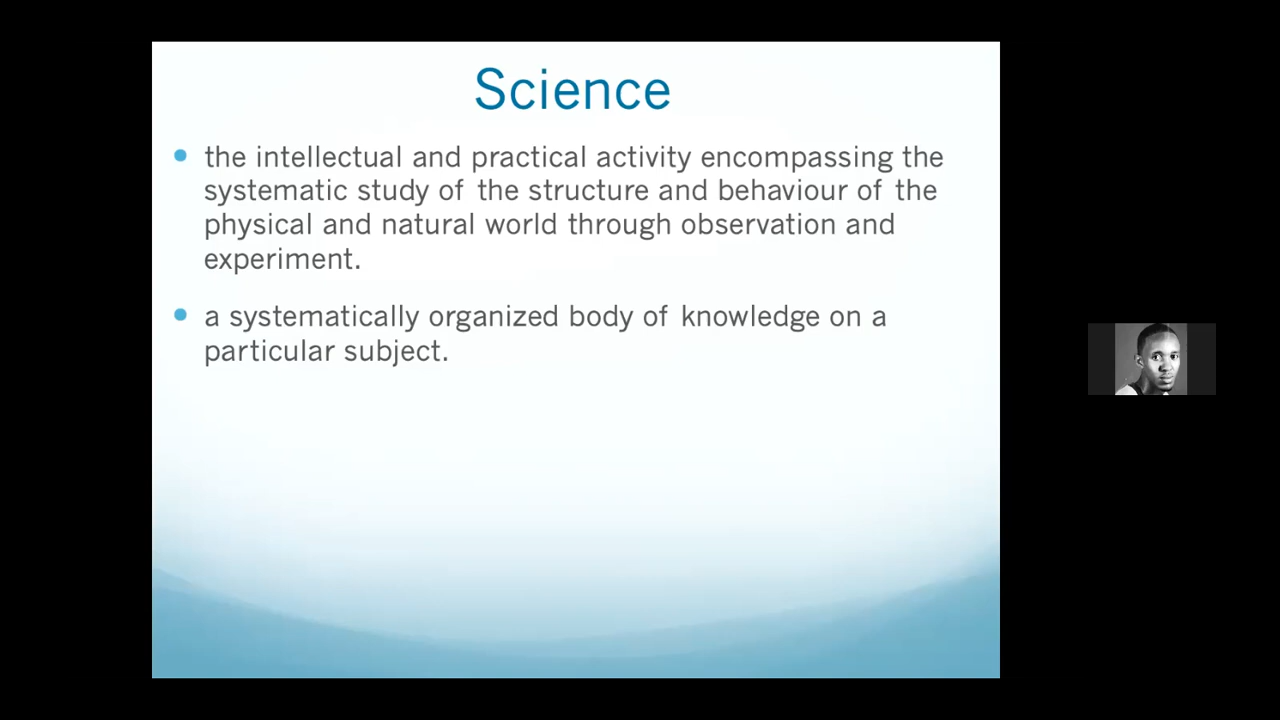 Science
the intellectual and practical activity encompassing the
systematic study of the structure and behaviour of the
physical and natural world through observation and
experiment.
a systematically organized body of knowledge on a
particular subject.